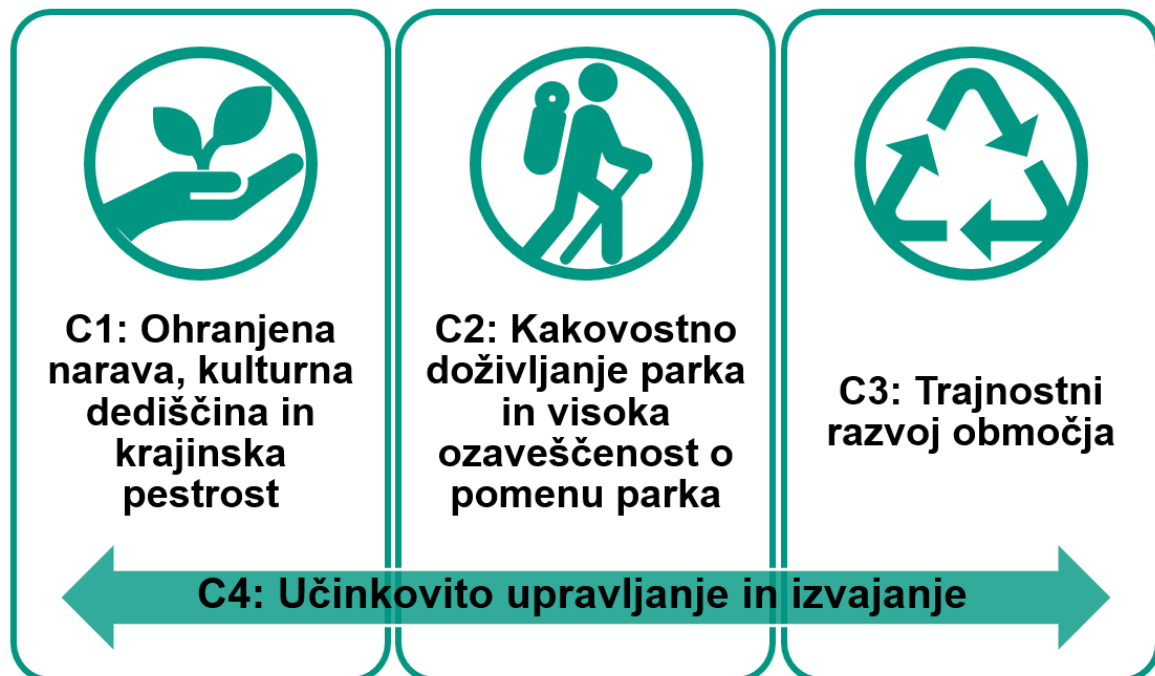 C1: Ohranjena
narava, kulturna
dediščina in
krajinska
pestrost
C2: Kakovostno
doživljanje parka
in visoka
ozaveščenost o
pomenu parka
C3: Trajnostni
razvoj območja
C4: Učinkovito upravljanje in izvajanje